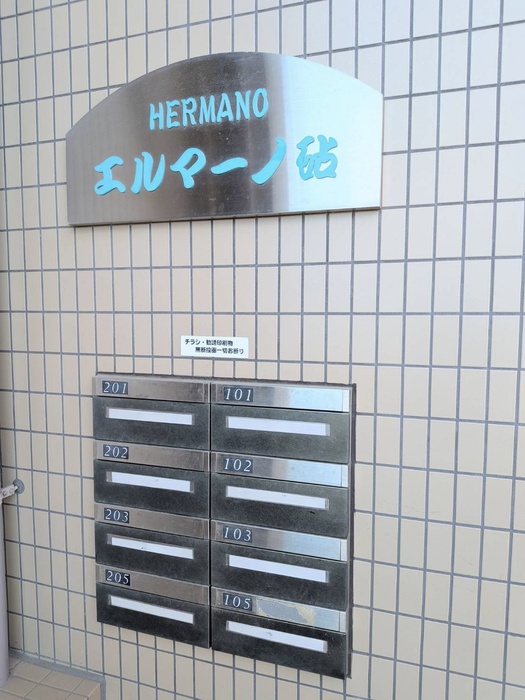 HERMANO
エルマーノ砧
チラシ・勧誘印刷物
無断投函一切お断り
201 101
202 102
203 103
205 105